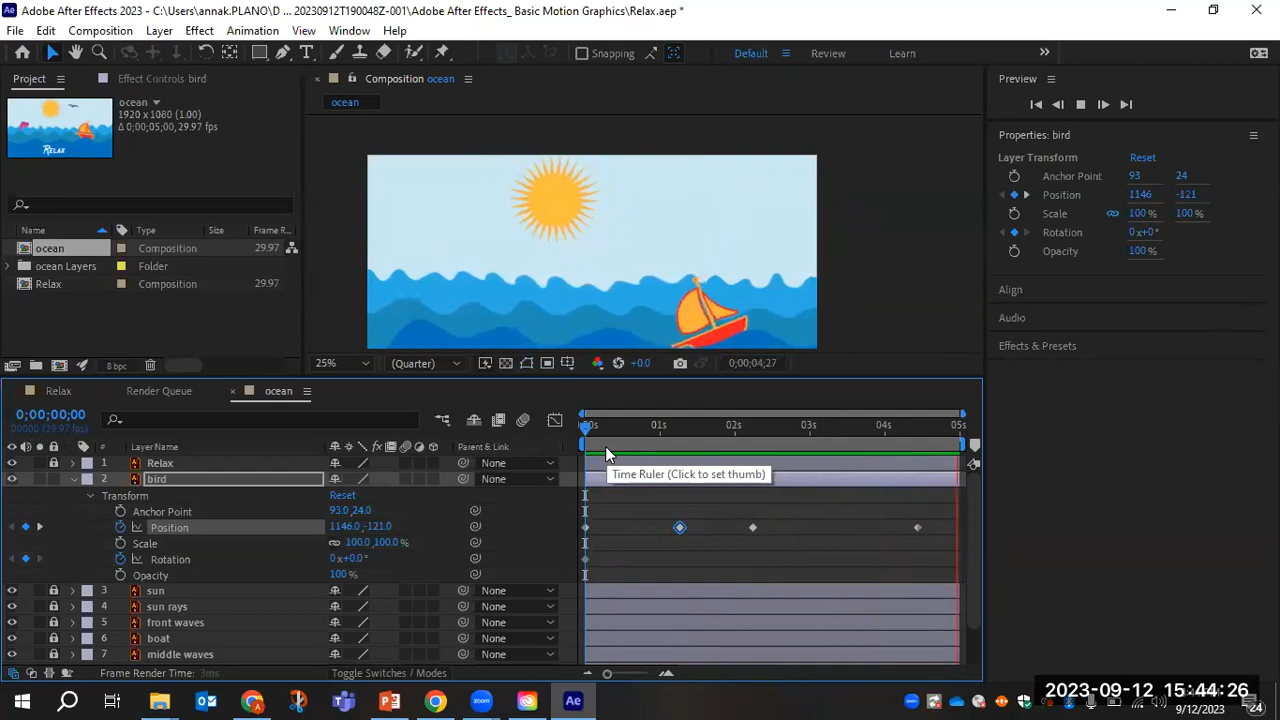 Adobe After Effects 2023 - C:\Users\annak.PLANO\D ... 20230912T190048Z-001\Adobe After Effects_ Basic Motion Graphics\Relax.aep *
File Edit Composition Layer Effect Animation View Window Help
Snapping Default Review Learn
Project Effect Controls bird
Composition ocean
Preview
ocean
1920 x 1080 (1.00)
Δ 0;00;05;00, 29.97 fps
RELAX
ocean
Properties: bird
Layer Transform Reset
Anchor Point 93 24
Position 1146 -121
Scale 100 % 100 %
Rotation 0 x+0 °
Opacity 100 %
Align
Audio
Effects & Presets
Name Type Size Frame R...
ocean Composition 29.97
ocean Layers Folder
Relax Composition 29.97
8 bpc
25% (Quarter) +0.0 0;00;04;27
Relax Render Queue ocean
0;00;00;00
00000 (29.97 fps)
:00s 01s 02s 03s 04s 05s
# Layer Name fx Parent & Link
1 Relax None
2 bird None
Time Ruler (Click to set thumb)
Transform Reset
Anchor Point 93.0,24.0
Position 1146.0,-121.0
Scale 100.0,100.0 %
Rotation 0 x+0.0 °
Opacity 100 %
3 sun None
4 sun rays None
5 front waves None
6 boat None
7 middle waves None
Frame Render Time: 3ms Toggle Switches / Modes
2023-09-12 15:44:26
9/12/2023 24